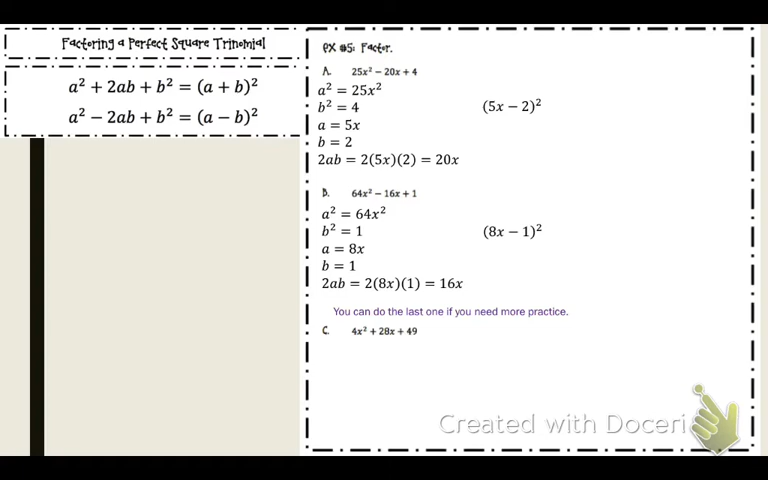 Factoring a Perfect Square Trinomial
a² + 2ab + b² = (a + b)²
a² − 2ab + b² = (a − b)²
EX #5: Factor.
A. 25x² − 20x + 4
a² = 25x²
b² = 4
(5x − 2)²
a = 5x
b = 2
2ab = 2(5x)(2) = 20x
B. 64x² − 16x + 1
a² = 64x²
b² = 1
(8x − 1)²
a = 8x
b = 1
2ab = 2(8x)(1) = 16x
You can do the last one if you need more practice.
C. 4x² + 28x + 49
Created with Doceri